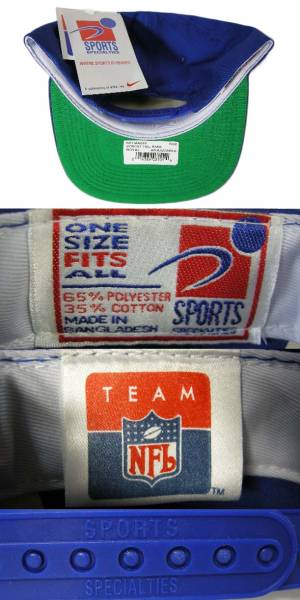 SPORTS
SPECIALTIES
ONE
SIZE
FITS
ALL
65% POLYESTER
35% COTTON
MADE IN
BANGLADESH
SPORTS
SPECIALTIES
TEAM
NFL
TM
SPORTS
SPECIALTIES